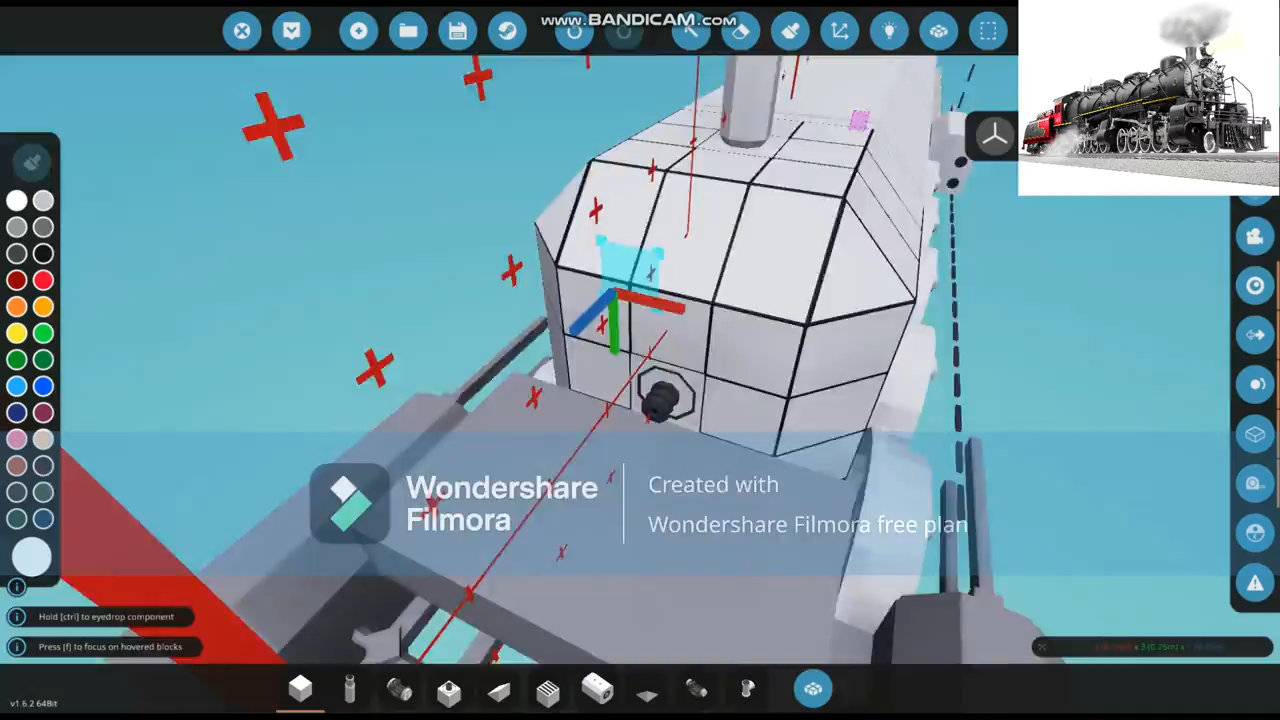 www.BANDICAM.com
Wondershare
Filmora
Created with
Wondershare Filmora free plan
Hold [ctrl] to eyedrop component
Press [f] to focus on hovered blocks
v1.6.2 64Bit